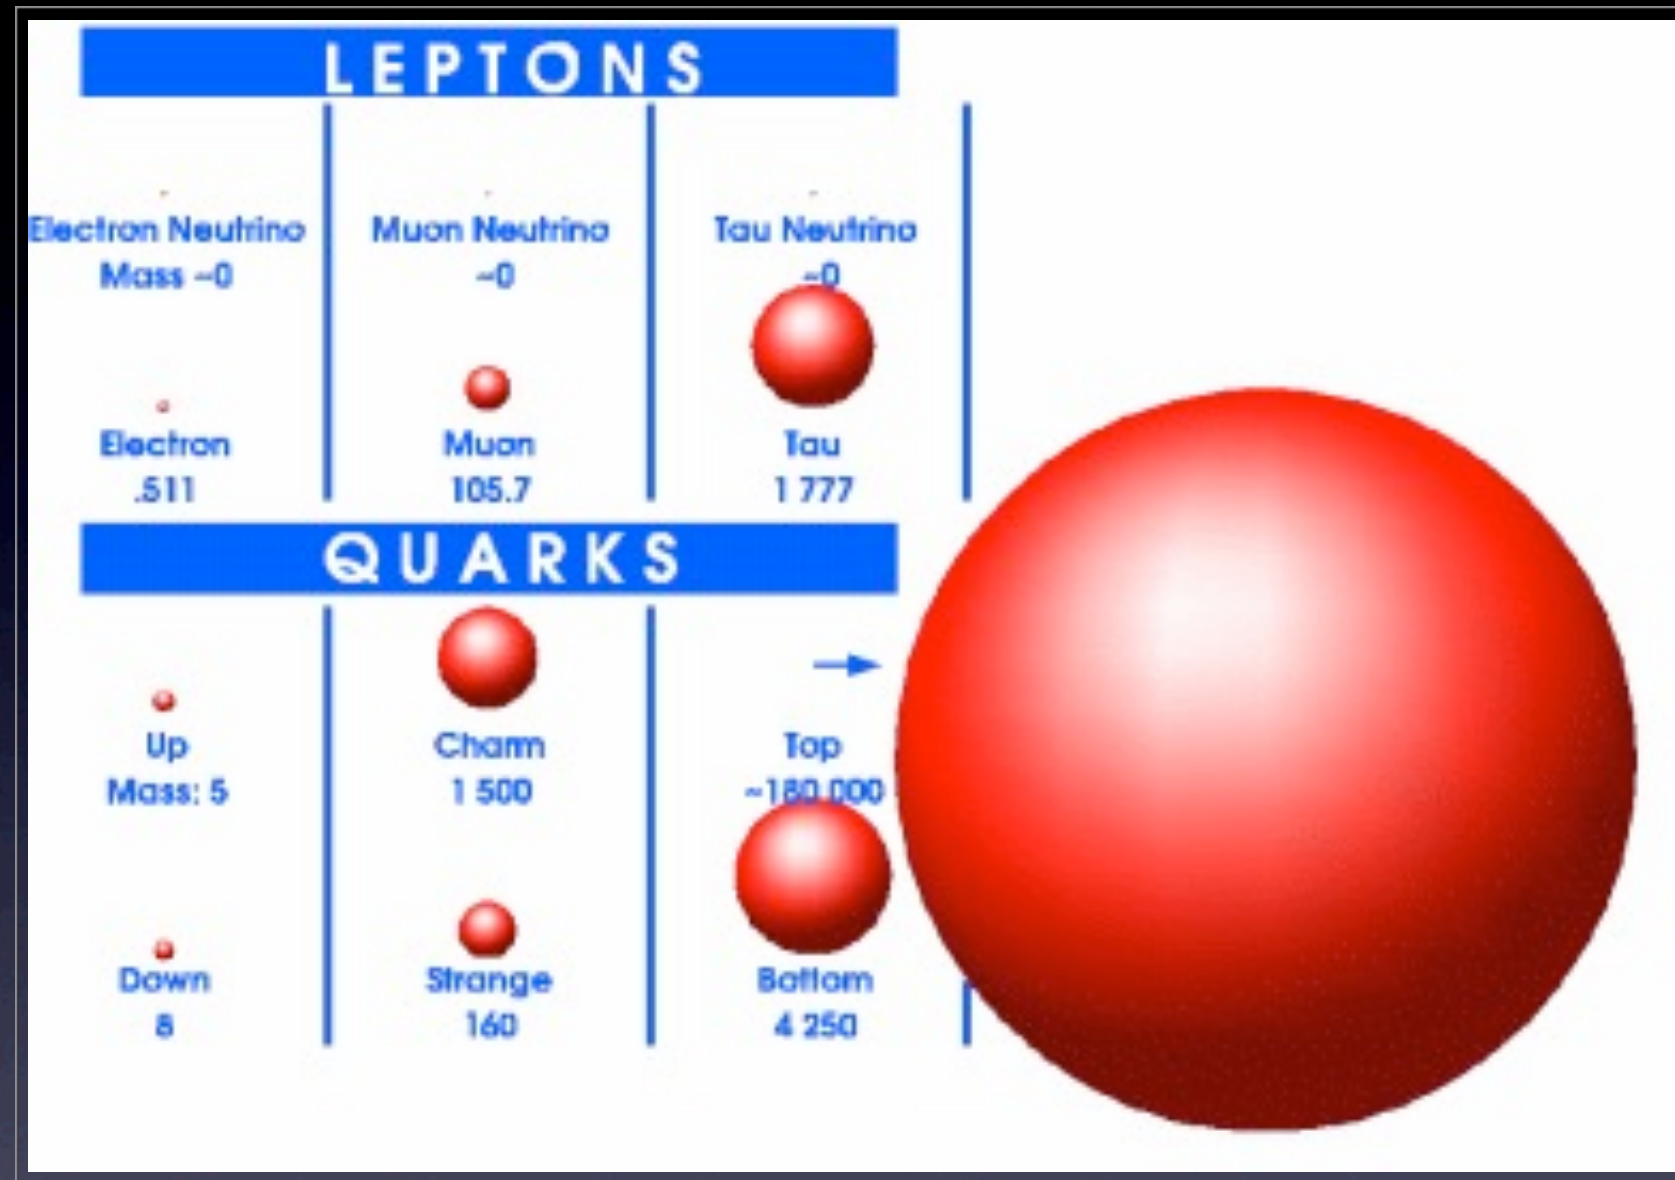 LEPTONS
Electron Neutrino Muon Neutrino Tau Neutrino
Mass ~0 ~0 ~0
Electron Muon Tau
.511 105.7 1 777
QUARKS
Up Charm Top
Mass: 5 1 500 ~180 000
Down Strange Bottom
8 160 4 250